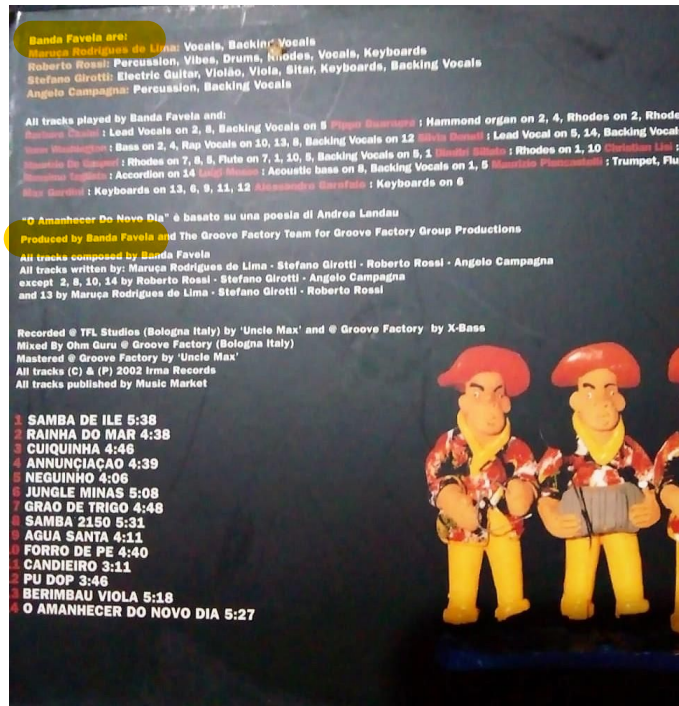 Banda Favela are:
Maruça Rodrigues de Lima: Vocals, Backing Vocals
Roberto Rossi: Percussion, Vibes, Drums, Rhodes, Vocals, Keyboards
Stefano Girotti: Electric Guitar, Violão, Viola, Sitar, Keyboards, Backing Vocals
Angelo Campagna: Percussion, Backing Vocals
All tracks played by Banda Favela and:
: Lead Vocals on 2, 8, Backing Vocals on 5 : Hammond organ on 2, 4, Rhodes on 2, Rhode
: Bass on 2, 4, Rap Vocals on 10, 13, 8, Backing Vocals on 12 : Lead Vocal on 5, 14, Backing Vocal
: Rhodes on 7, 8, 5, Flute on 7, 1, 10, 5, Backing Vocals on 5, 1 : Rhodes on 1, 10 :
: Accordion on 14 : Acoustic bass on 8, Backing Vocals on 1, 5 : Trumpet, Flu
Max Gardini : Keyboards on 13, 6, 9, 11, 12 Alessandro Garofalo : Keyboards on 6
"O Amanhecer Do Novo Dia" è basato su una poesia di Andrea Landau
Produced by Banda Favela and The Groove Factory Team for Groove Factory Group Productions
All tracks composed by Banda Favela
All tracks written by: Maruça Rodrigues de Lima - Stefano Girotti - Roberto Rossi - Angelo Campagna
except 2, 8, 10, 14 by Roberto Rossi - Stefano Girotti - Angelo Campagna
and 13 by Maruça Rodrigues de Lima - Stefano Girotti - Roberto Rossi
Recorded @ TFL Studios (Bologna Italy) by 'Uncle Max' and @ Groove Factory by X-Bass
Mixed By Ohm Guru @ Groove Factory (Bologna Italy)
Mastered @ Groove Factory by 'Uncle Max'
All tracks (C) & (P) 2002 Irma Records
All tracks published by Music Market
1 SAMBA DE ILE 5:38
2 RAINHA DO MAR 4:38
3 CUIQUINHA 4:46
4 ANNUNÇIAÇAO 4:39
5 NEGUINHO 4:06
6 JUNGLE MINAS 5:08
7 GRAO DE TRIGO 4:48
8 SAMBA 2150 5:31
9 AGUA SANTA 4:11
0 FORRO DE PE 4:40
1 CANDIEIRO 3:11
2 PU DOP 3:46
3 BERIMBAU VIOLA 5:18
4 O AMANHECER DO NOVO DIA 5:27